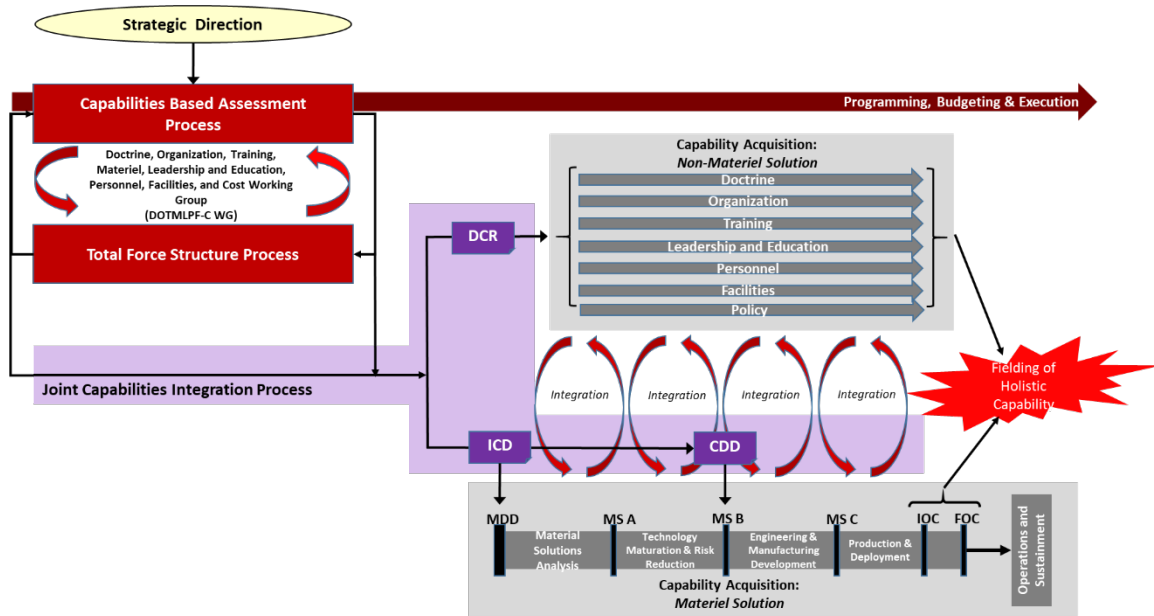 Strategic Direction
Capabilities Based Assessment
Process
Programming, Budgeting & Execution
Doctrine, Organization, Training,
Materiel, Leadership and Education,
Personnel, Facilities, and Cost Working
Group
(DOTMLPF-C WG)
Total Force Structure Process
Joint Capabilities Integration Process
DCR
Capability Acquisition:
Non-Materiel Solution
Doctrine
Organization
Training
Leadership and Education
Personnel
Facilities
Policy
Integration
Integration
Integration
Integration
Fielding of
Holistic
Capability
ICD
CDD
MDD
MS A
MS B
MS C
IOC
FOC
Material
Solutions
Analysis
Technology
Maturation & Risk
Reduction
Engineering &
Manufacturing
Development
Production &
Deployment
Operations and
Sustainment
Capability Acquisition:
Materiel Solution